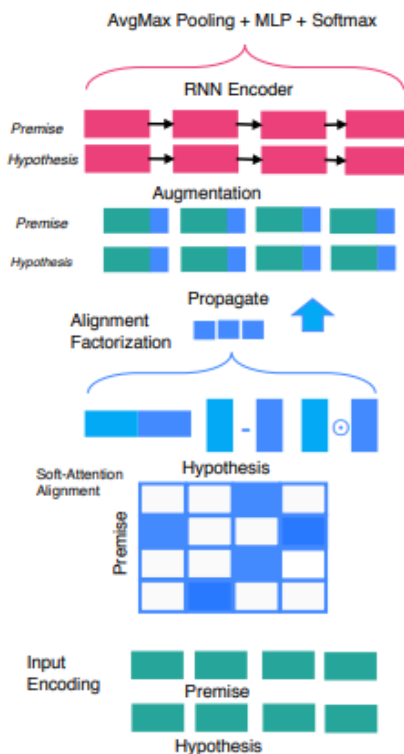 AvgMax Pooling + MLP + Softmax
RNN Encoder
Premise
Hypothesis
Augmentation
Premise
Hypothesis
Propagate
Alignment
Factorization
-
⊙
Soft-Attention
Alignment
Hypothesis
Premise
Input
Encoding
Premise
Hypothesis